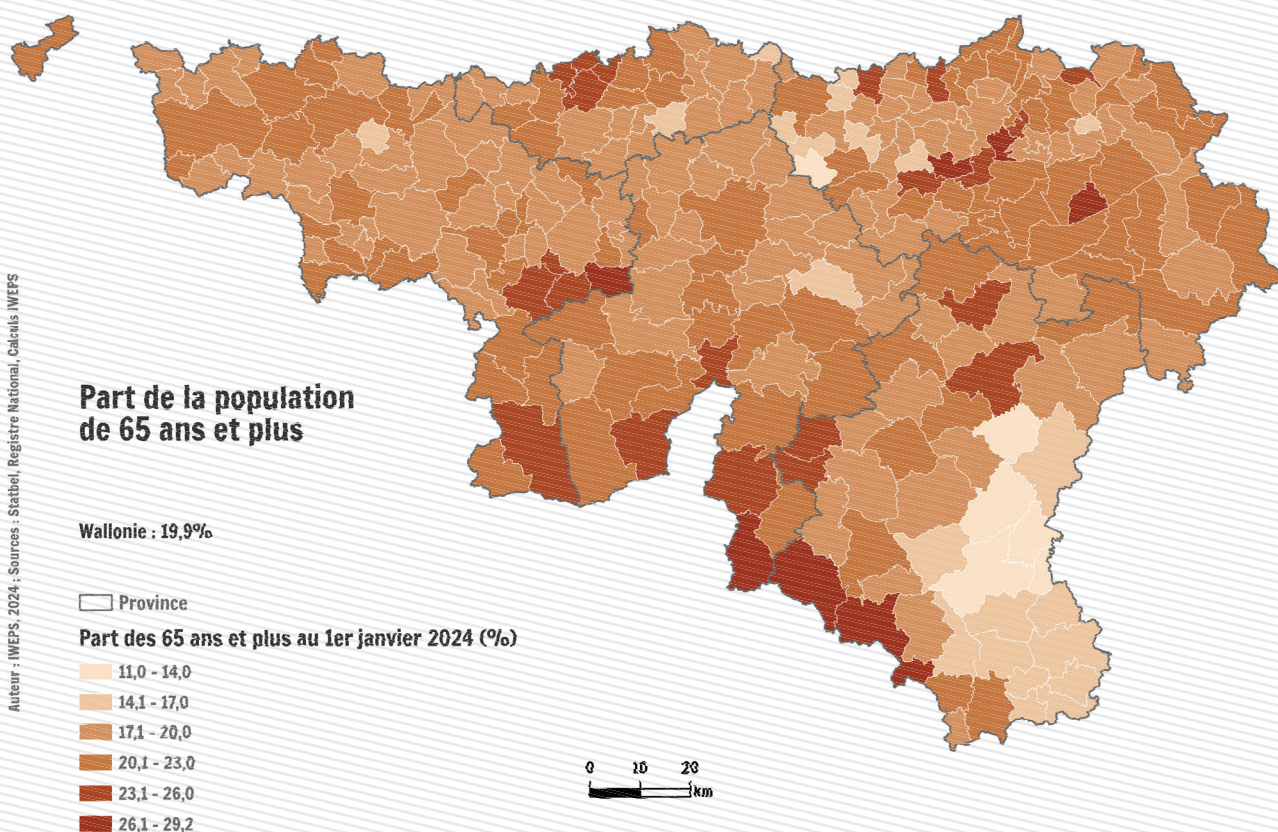 Part de la population
de 65 ans et plus
Wallonie : 19,9%
Province
Part des 65 ans et plus au 1er janvier 2024 (%)
11,0 - 14,0
14,1 - 17,0
17,1 - 20,0
20,1 - 23,0
23,1 - 26,0
26,1 - 29,2
0 10 20
km
Auteur : IWEPS, 2024 ; Sources : Statbel, Registre National, Calculs IWEPS